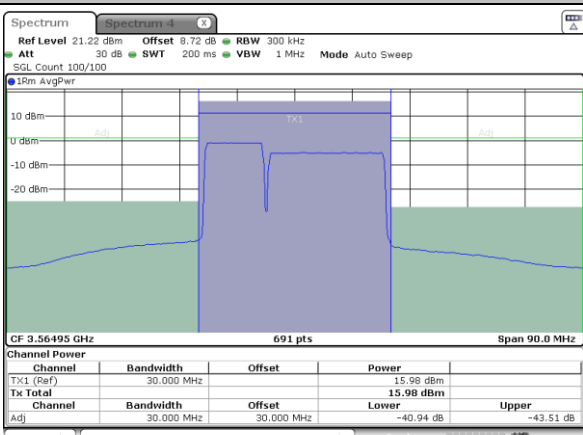 Spectrum Spectrum 4 X
Ref Level 21.22 dBm Offset 8.72 dB RBW 300 kHz
Att 30 dB SWT 200 ms VBW 1 MHz Mode Auto Sweep
SGL Count 100/100
1Rm AvgPwr
10 dBm
TX1
Adj Adj
0 dBm
-10 dBm
-20 dBm
CF 3.56495 GHz 691 pts Span 90.0 MHz
Channel Power
Channel Bandwidth Offset Power
TX1 (Ref) 30.000 MHz 15.98 dBm
Tx Total 15.98 dBm
Channel Bandwidth Offset Lower Upper
Adj 30.000 MHz 30.000 MHz -40.94 dB -43.51 dB